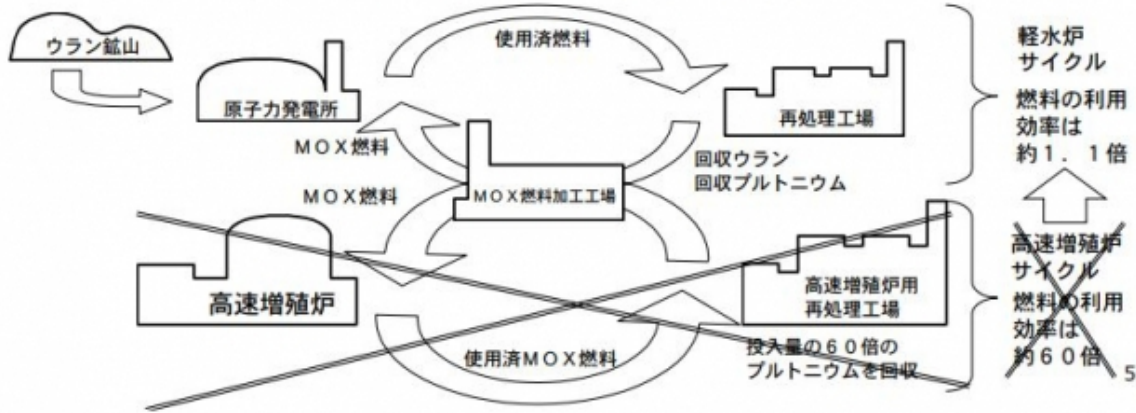 ウラン鉱山
原子力発電所
使用済燃料
再処理工場
軽水炉
サイクル
燃料の利用
効率は
約1.1倍
MOX燃料
回収ウラン
回収プルトニウム
MOX燃料
MOX燃料加工工場
高速増殖炉
高速増殖炉用
再処理工場
高速増殖炉
サイクル
燃料の利用
効率は
約60倍
使用済MOX燃料
投入量の60倍の
プルトニウムを回収
5